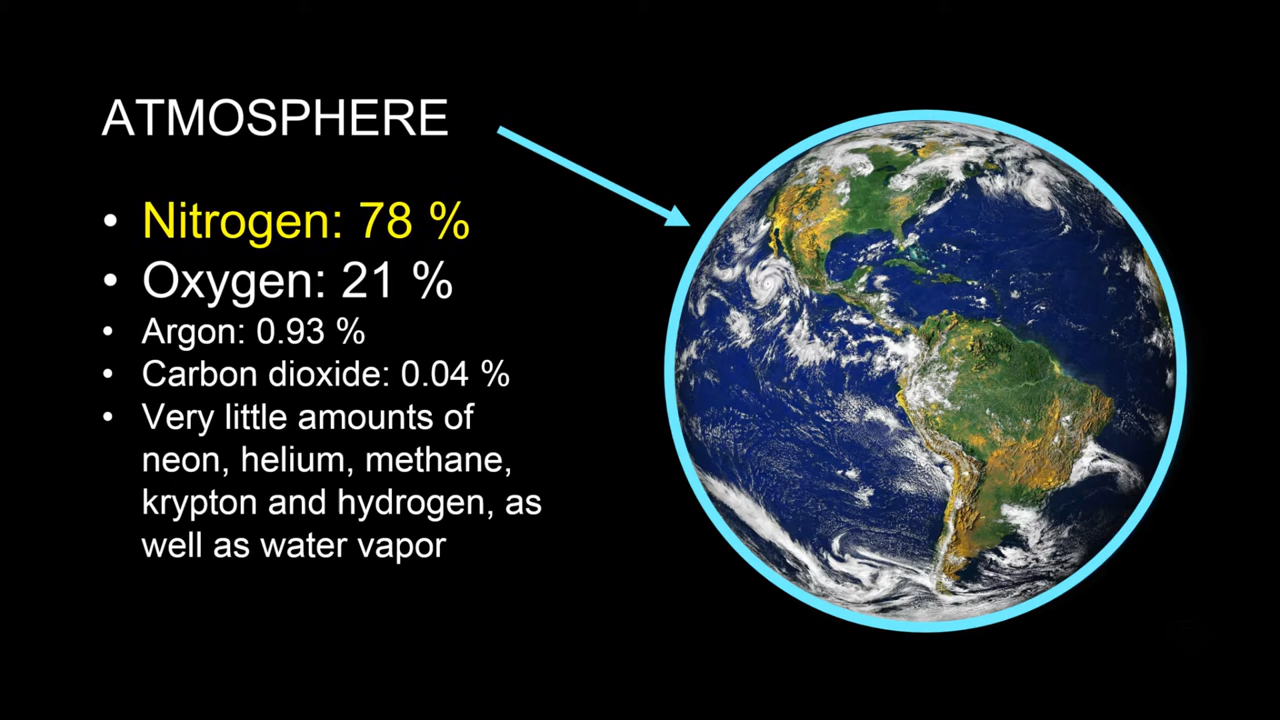 ATMOSPHERE
• Nitrogen: 78 %
• Oxygen: 21 %
• Argon: 0.93 %
• Carbon dioxide: 0.04 %
• Very little amounts of
neon, helium, methane,
krypton and hydrogen, as
well as water vapor